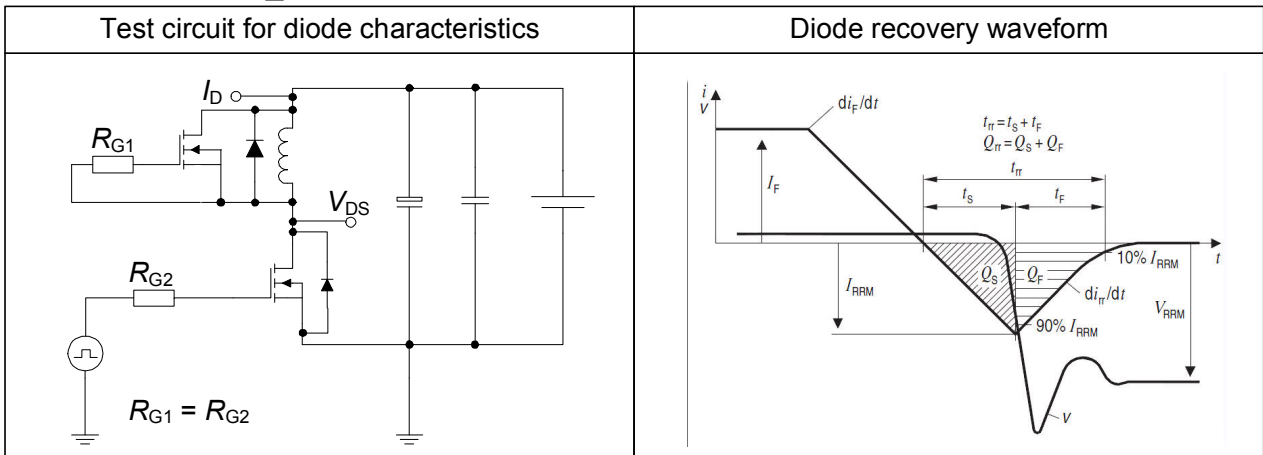 Test circuit for diode characteristics
Diode recovery waveform
I_D
R_G1
V_DS
R_G2
R_G1 = R_G2
i
V
di_F/dt
t_rr = t_S + t_F
Q_rr = Q_S + Q_F
t_rr
t_S
t_F
I_F
t
10% I_RRM
Q_S
Q_F
I_RRM
di_rr/dt
V_RRM
90% I_RRM
V